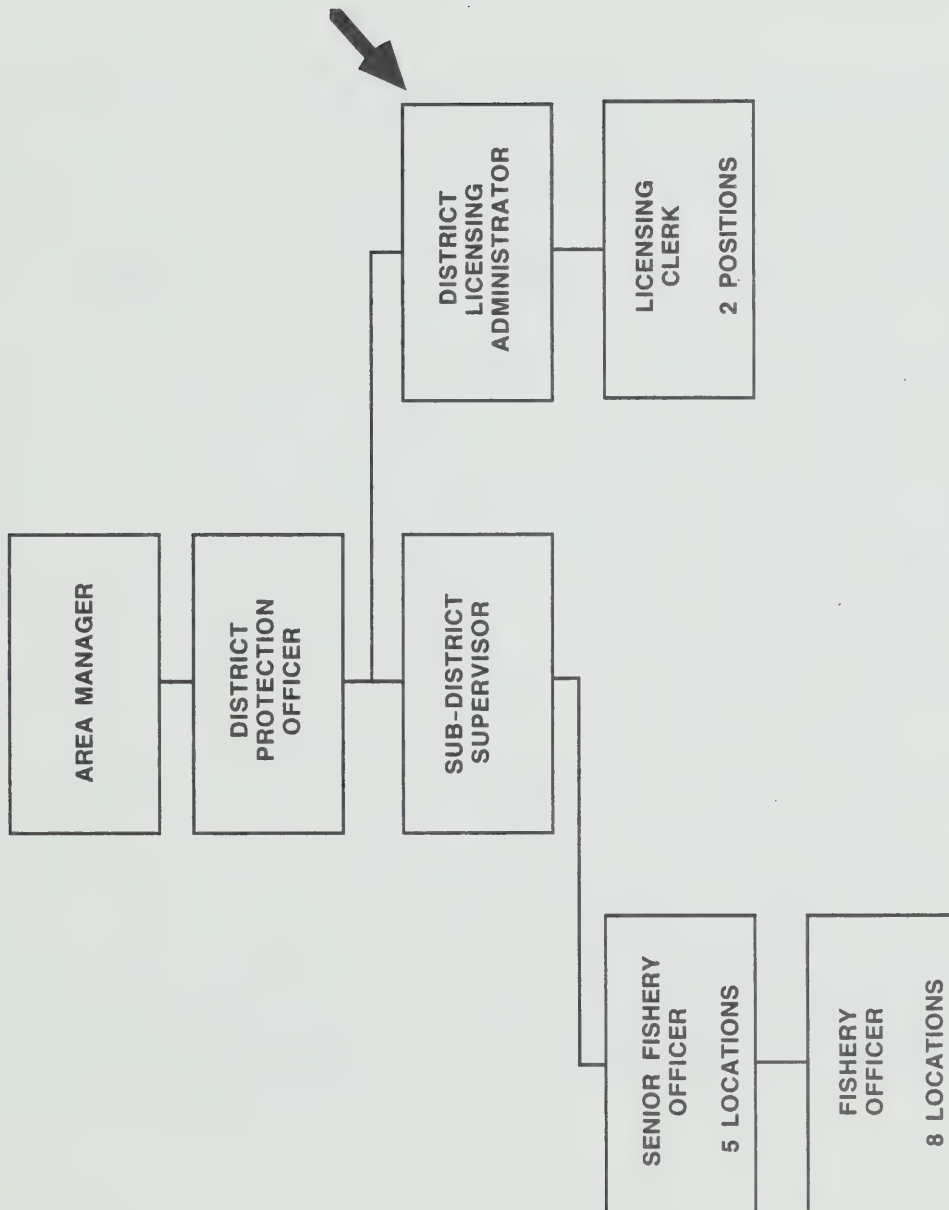 AREA MANAGER
DISTRICT
PROTECTION
OFFICER
SUB-DISTRICT
SUPERVISOR
DISTRICT
LICENSING
ADMINISTRATOR
LICENSING
CLERK
2 POSITIONS
SENIOR FISHERY
OFFICER
5 LOCATIONS
FISHERY
OFFICER
8 LOCATIONS